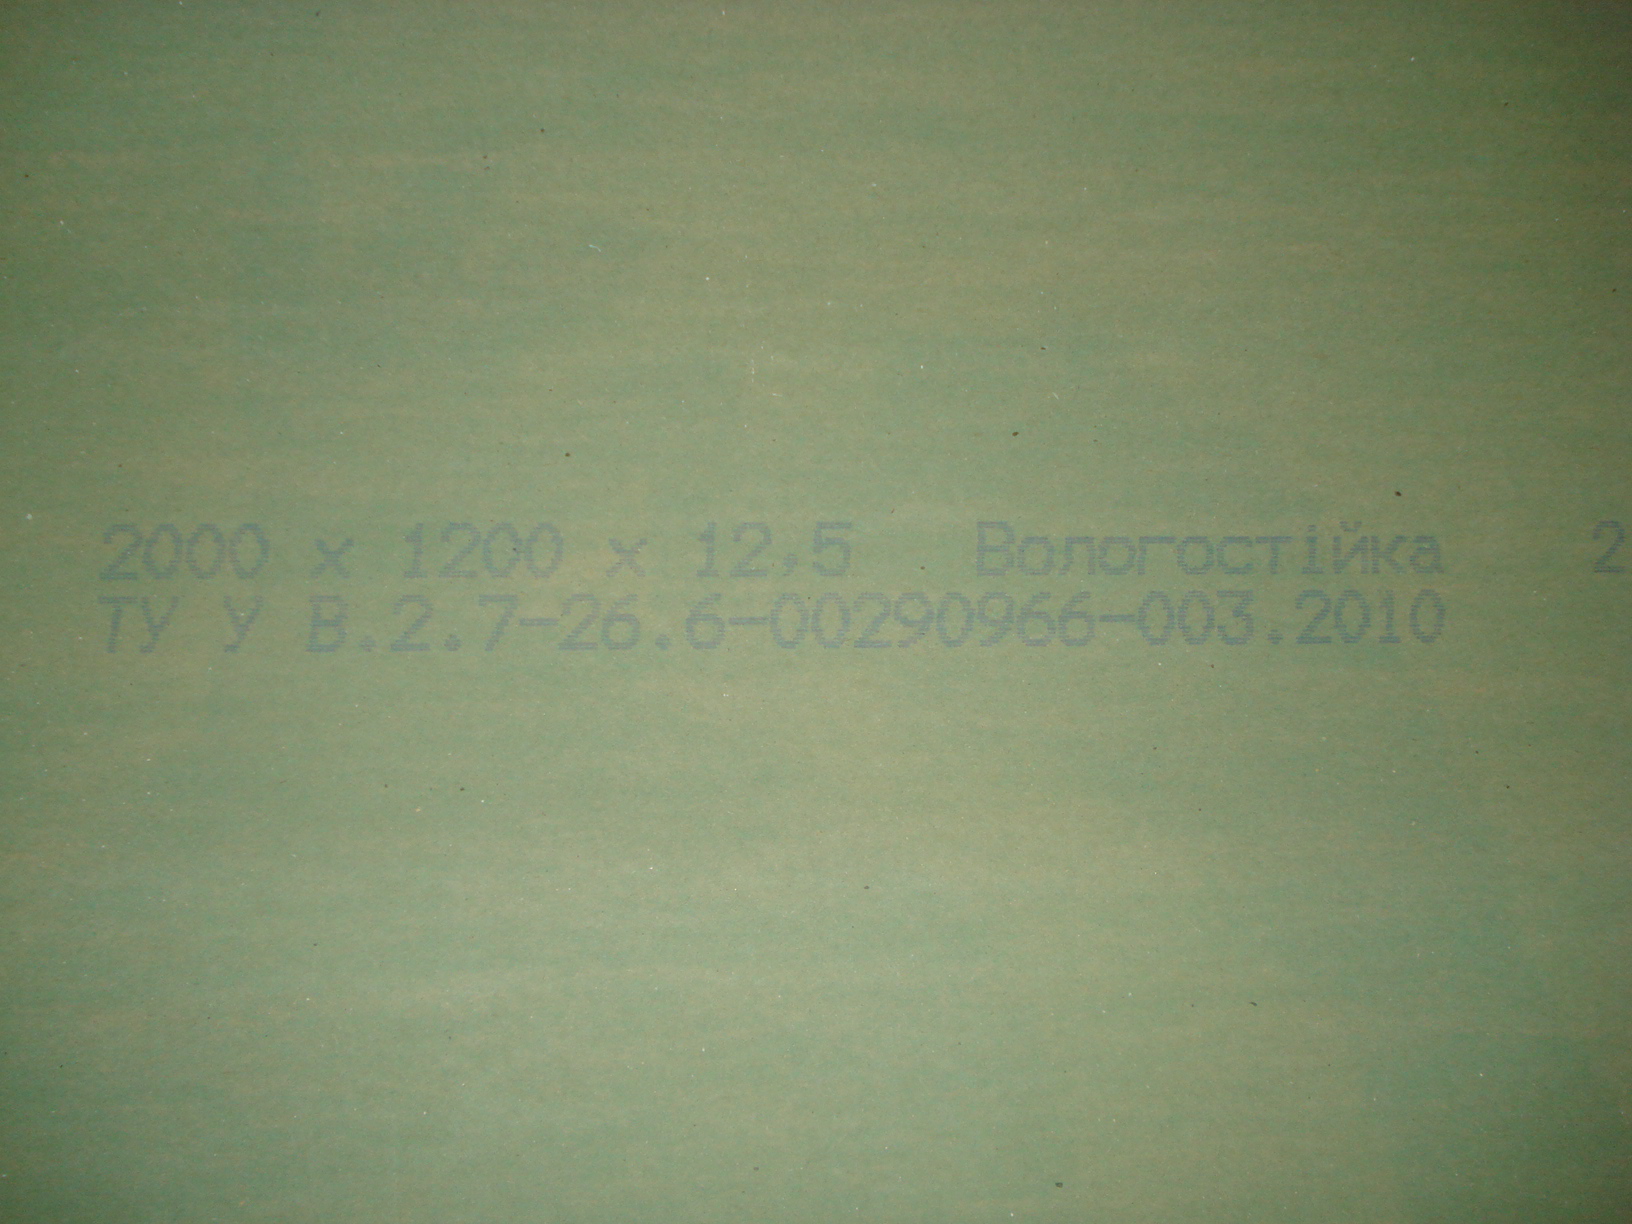 2000 x 1200 x 12,5 Вологостійка 2
ТУ У В.2.7-26.6-00290966-003.2010